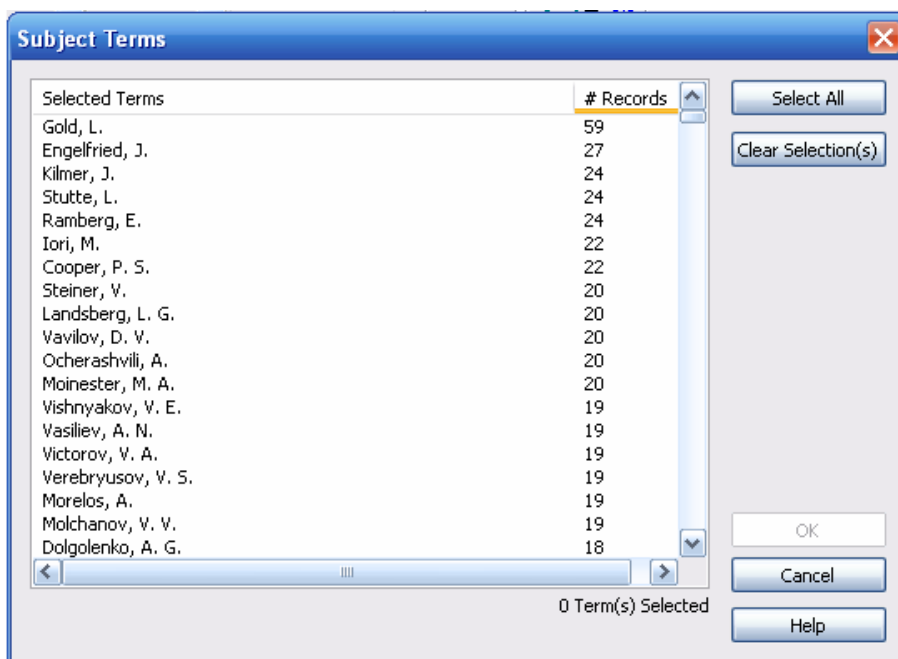 Subject Terms
Selected Terms # Records
Select All
Gold, L. 59
Engelfried, J. 27
Clear Selection(s)
Kilmer, J. 24
Stutte, L. 24
Ramberg, E. 24
Iori, M. 22
Cooper, P. S. 22
Steiner, V. 20
Landsberg, L. G. 20
Vavilov, D. V. 20
Ocherashvili, A. 20
Moinester, M. A. 20
Vishnyakov, V. E. 19
Vasiliev, A. N. 19
Victorov, V. A. 19
Verebryusov, V. S. 19
Morelos, A. 19
Molchanov, V. V. 19
Dolgolenko, A. G. 18
OK
Cancel
0 Term(s) Selected
Help